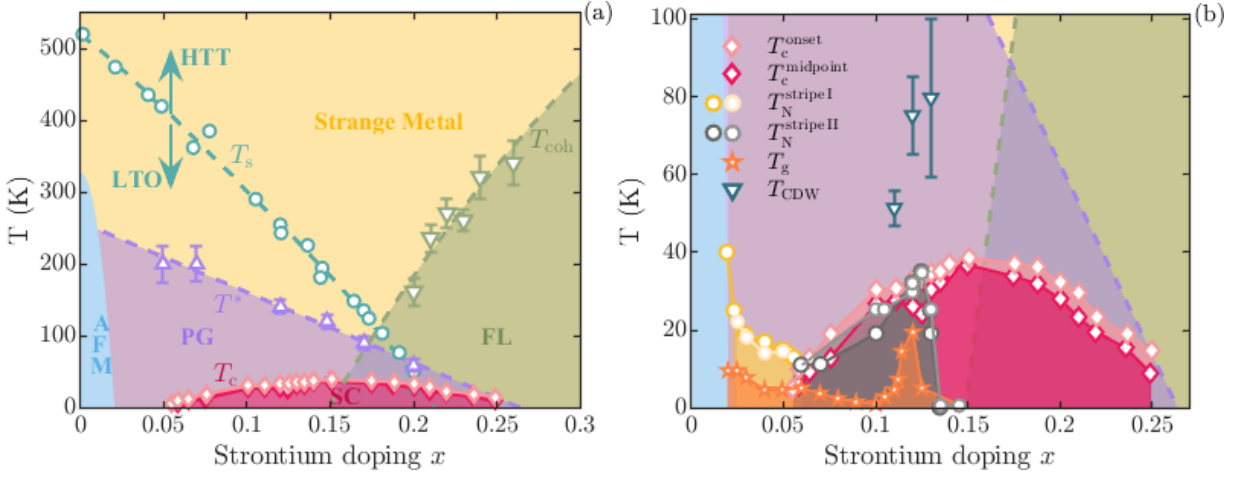 (a)
500
400
300
200
100
0
T (K)
HTT
LTO
T_s
Strange Metal
T_coh
T*
A
F
M
PG
T_c
SC
FL
0 0.05 0.1 0.15 0.2 0.25 0.3
Strontium doping x
(b)
100
80
60
40
20
0
T (K)
T_c^onset
T_c^midpoint
T_N^stripe I
T_N^stripe II
T_g
T_CDW
0 0.05 0.1 0.15 0.2 0.25
Strontium doping x